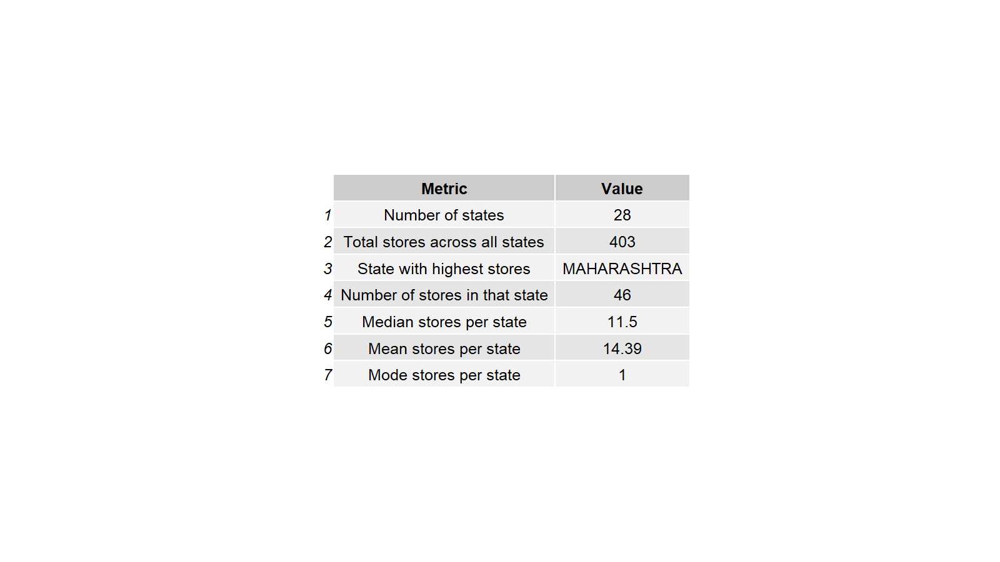 Metric Value
1 Number of states 28
2 Total stores across all states 403
3 State with highest stores MAHARASHTRA
4 Number of stores in that state 46
5 Median stores per state 11.5
6 Mean stores per state 14.39
7 Mode stores per state 1